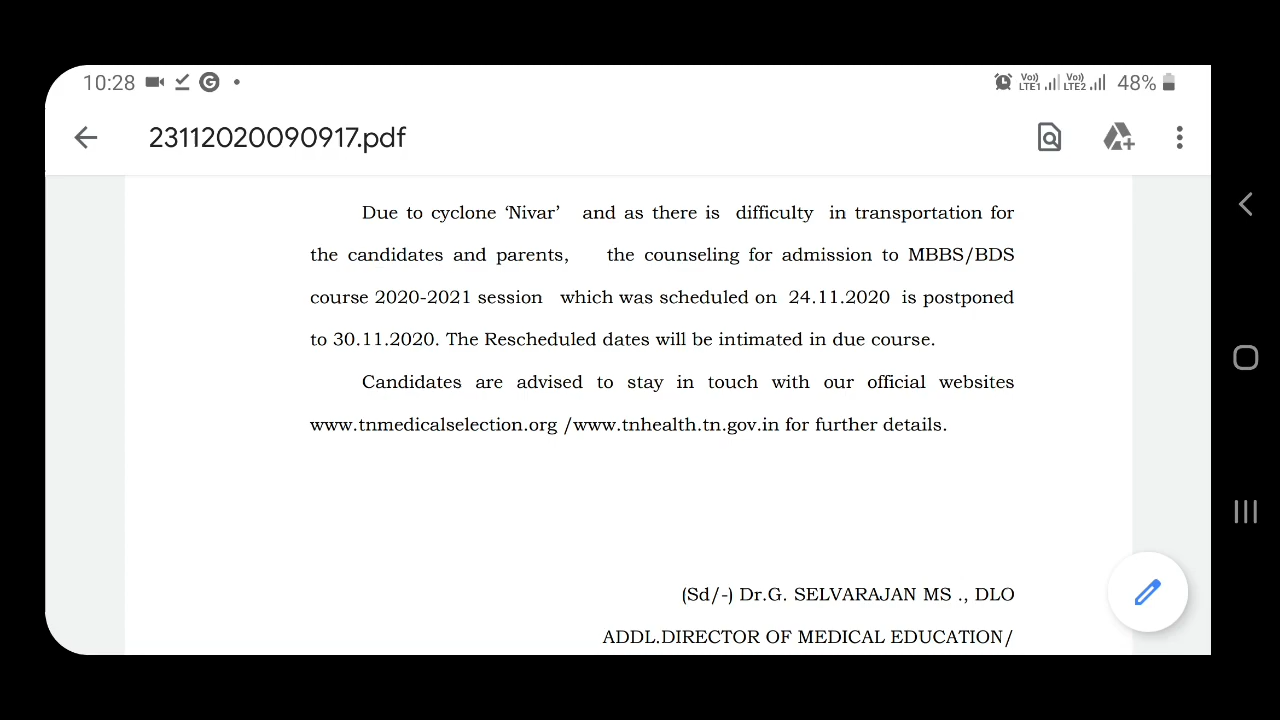 10:28 48%
23112020090917.pdf
Due to cyclone ‘Nivar’ and as there is difficulty in transportation for
the candidates and parents, the counseling for admission to MBBS/BDS
course 2020-2021 session which was scheduled on 24.11.2020 is postponed
to 30.11.2020. The Rescheduled dates will be intimated in due course.
Candidates are advised to stay in touch with our official websites
www.tnmedicalselection.org /www.tnhealth.tn.gov.in for further details.
(Sd/-) Dr.G. SELVARAJAN MS ., DLO
ADDL.DIRECTOR OF MEDICAL EDUCATION/